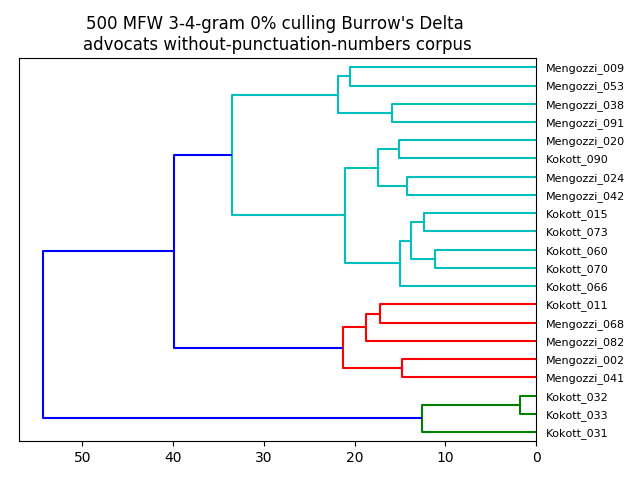 500 MFW 3-4-gram 0% culling Burrow's Delta
advocats without-punctuation-numbers corpus
Mengozzi_009
Mengozzi_053
Mengozzi_038
Mengozzi_091
Mengozzi_020
Kokott_090
Mengozzi_024
Mengozzi_042
Kokott_015
Kokott_073
Kokott_060
Kokott_070
Kokott_066
Kokott_011
Mengozzi_068
Mengozzi_082
Mengozzi_002
Mengozzi_041
Kokott_032
Kokott_033
Kokott_031
50 40 30 20 10 0